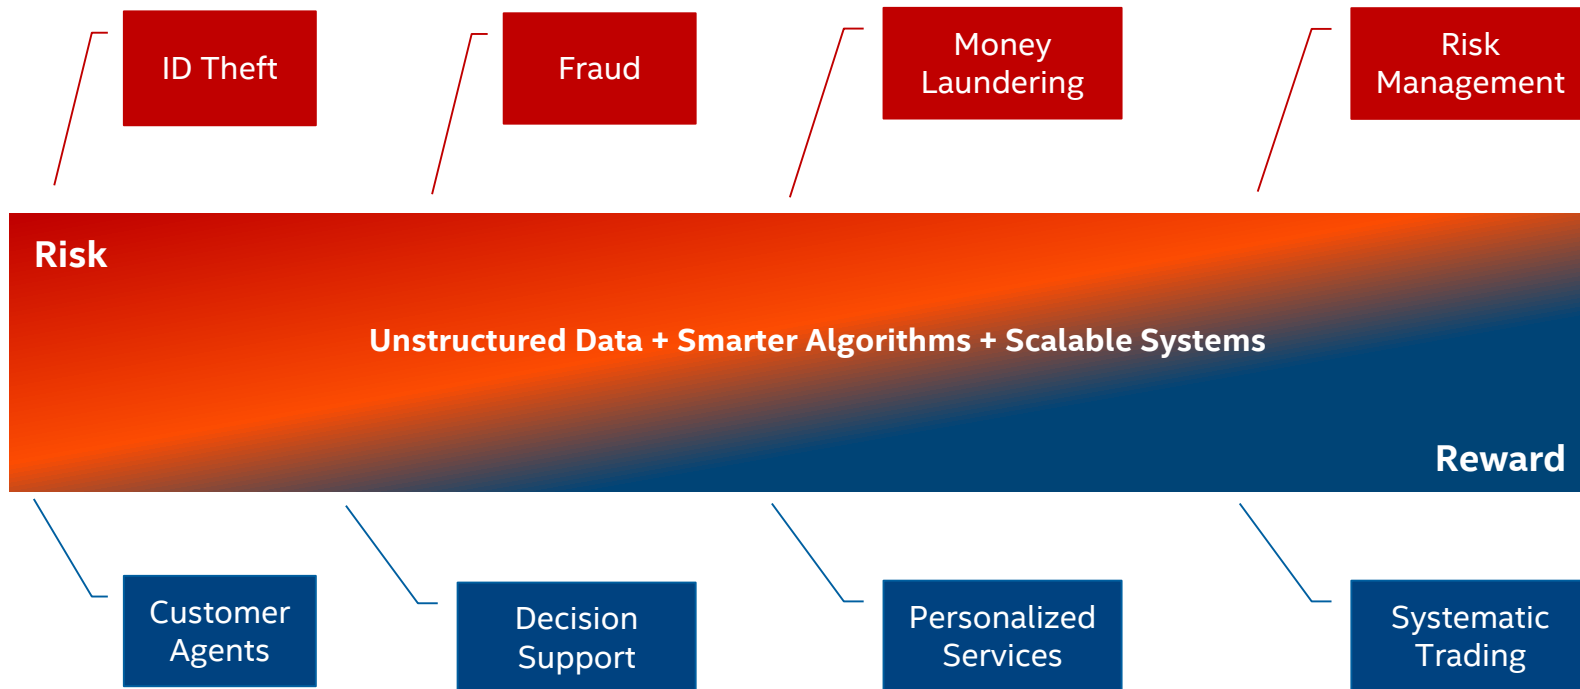 ID Theft
Fraud
Money
Laundering
Risk
Management
Risk
Unstructured Data + Smarter Algorithms + Scalable Systems
Reward
Customer
Agents
Decision
Support
Personalized
Services
Systematic
Trading